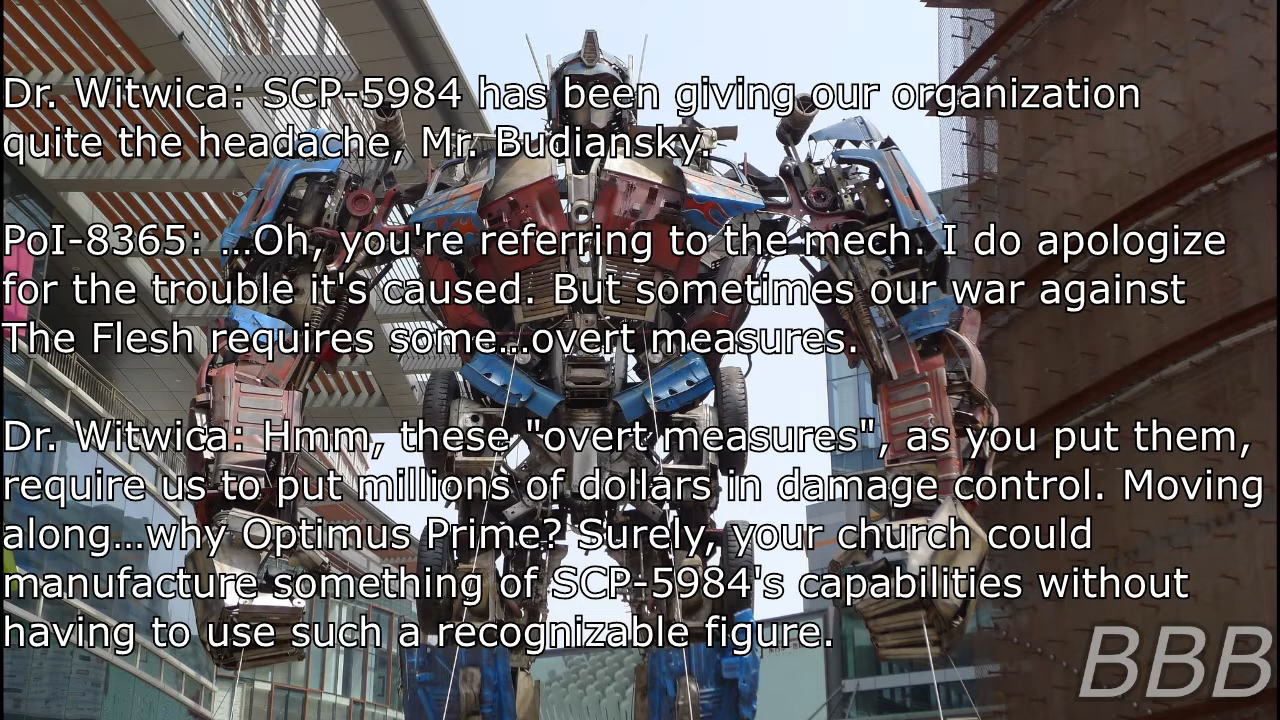 Dr. Witwica: SCP-5984 has been giving our organization
quite the headache, Mr. Budiansky.
PoI-8365: ...Oh, you're referring to the mech. I do apologize
for the trouble it's caused. But sometimes our war against
The Flesh requires some...overt measures.
Dr. Witwica: Hmm, these "overt measures", as you put them,
require us to put millions of dollars in damage control. Moving
along...why Optimus Prime? Surely, your church could
manufacture something of SCP-5984's capabilities without
having to use such a recognizable figure.
BBB